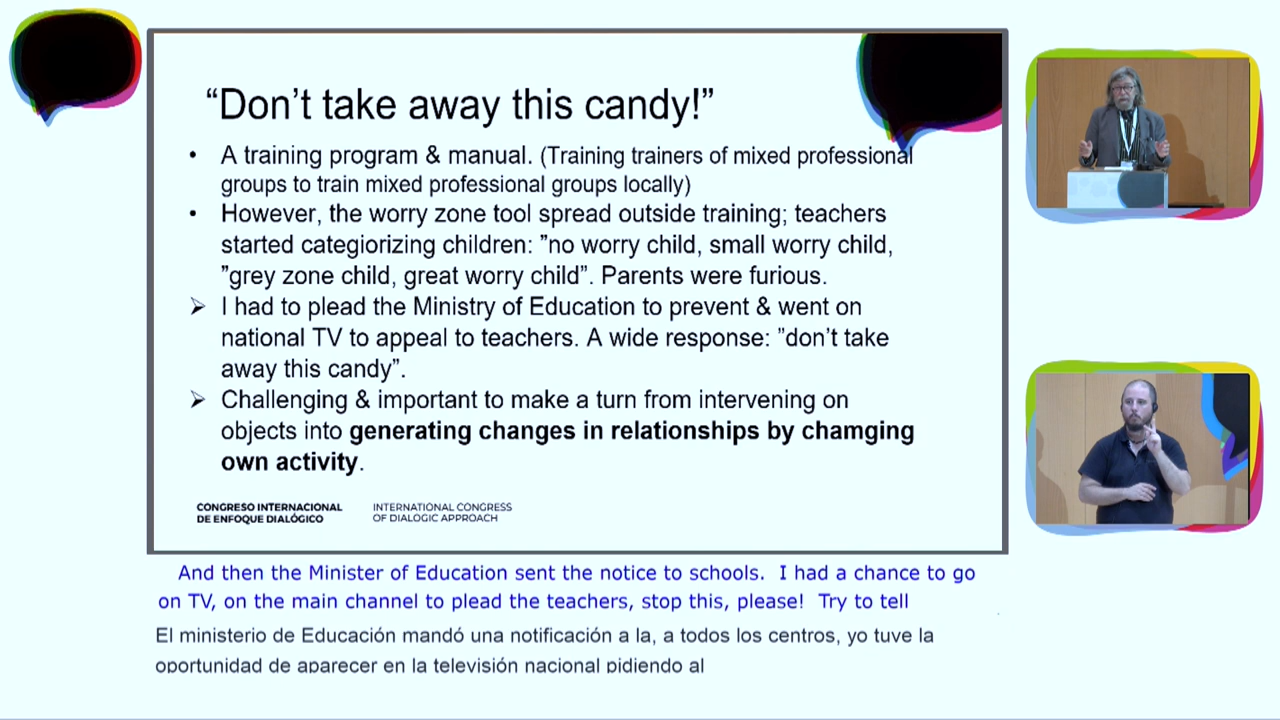 “Don’t take away this candy!”
• A training program & manual. (Training trainers of mixed professional
groups to train mixed professional groups locally)
• However, the worry zone tool spread outside training; teachers
started categiorizing children: ”no worry child, small worry child,
”grey zone child, great worry child”. Parents were furious.
➢ I had to plead the Ministry of Education to prevent & went on
national TV to appeal to teachers. A wide response: ”don’t take
away this candy”.
➢ Challenging & important to make a turn from intervening on
objects into generating changes in relationships by chamging
own activity.
CONGRESO INTERNACIONAL
DE ENFOQUE DIALÓGICO
INTERNATIONAL CONGRESS
OF DIALOGIC APPROACH
And then the Minister of Education sent the notice to schools.  I had a chance to go
on TV, on the main channel to plead the teachers, stop this, please!  Try to tell
El ministerio de Educación mandó una notificación a la, a todos los centros, yo tuve la
oportunidad de aparecer en la televisión nacional pidiendo al